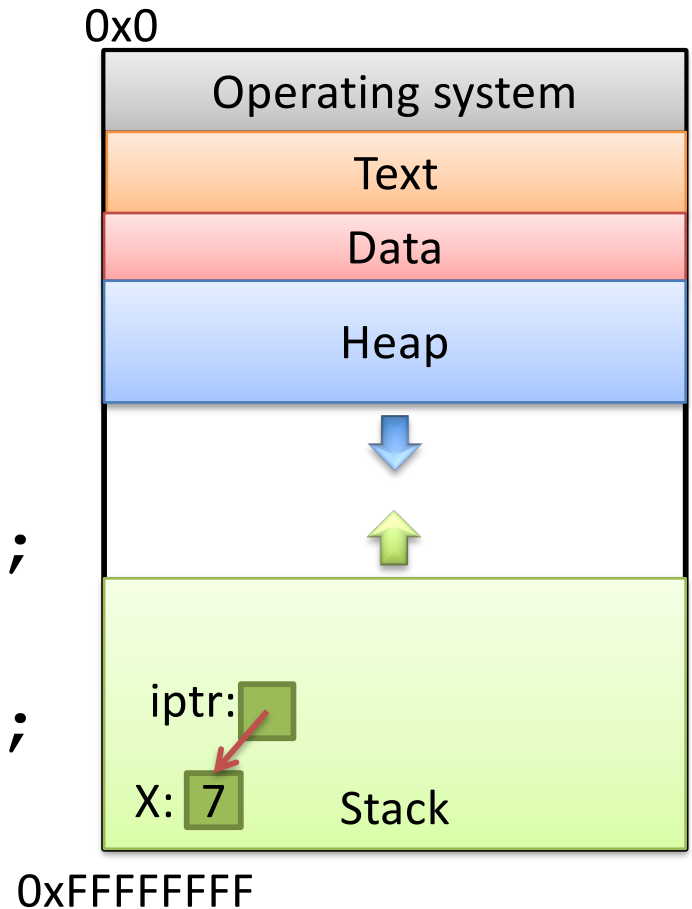 0x0
Operating system
Text
Data
Heap
;
iptr:
;
X: 7
Stack
0xFFFFFFFF